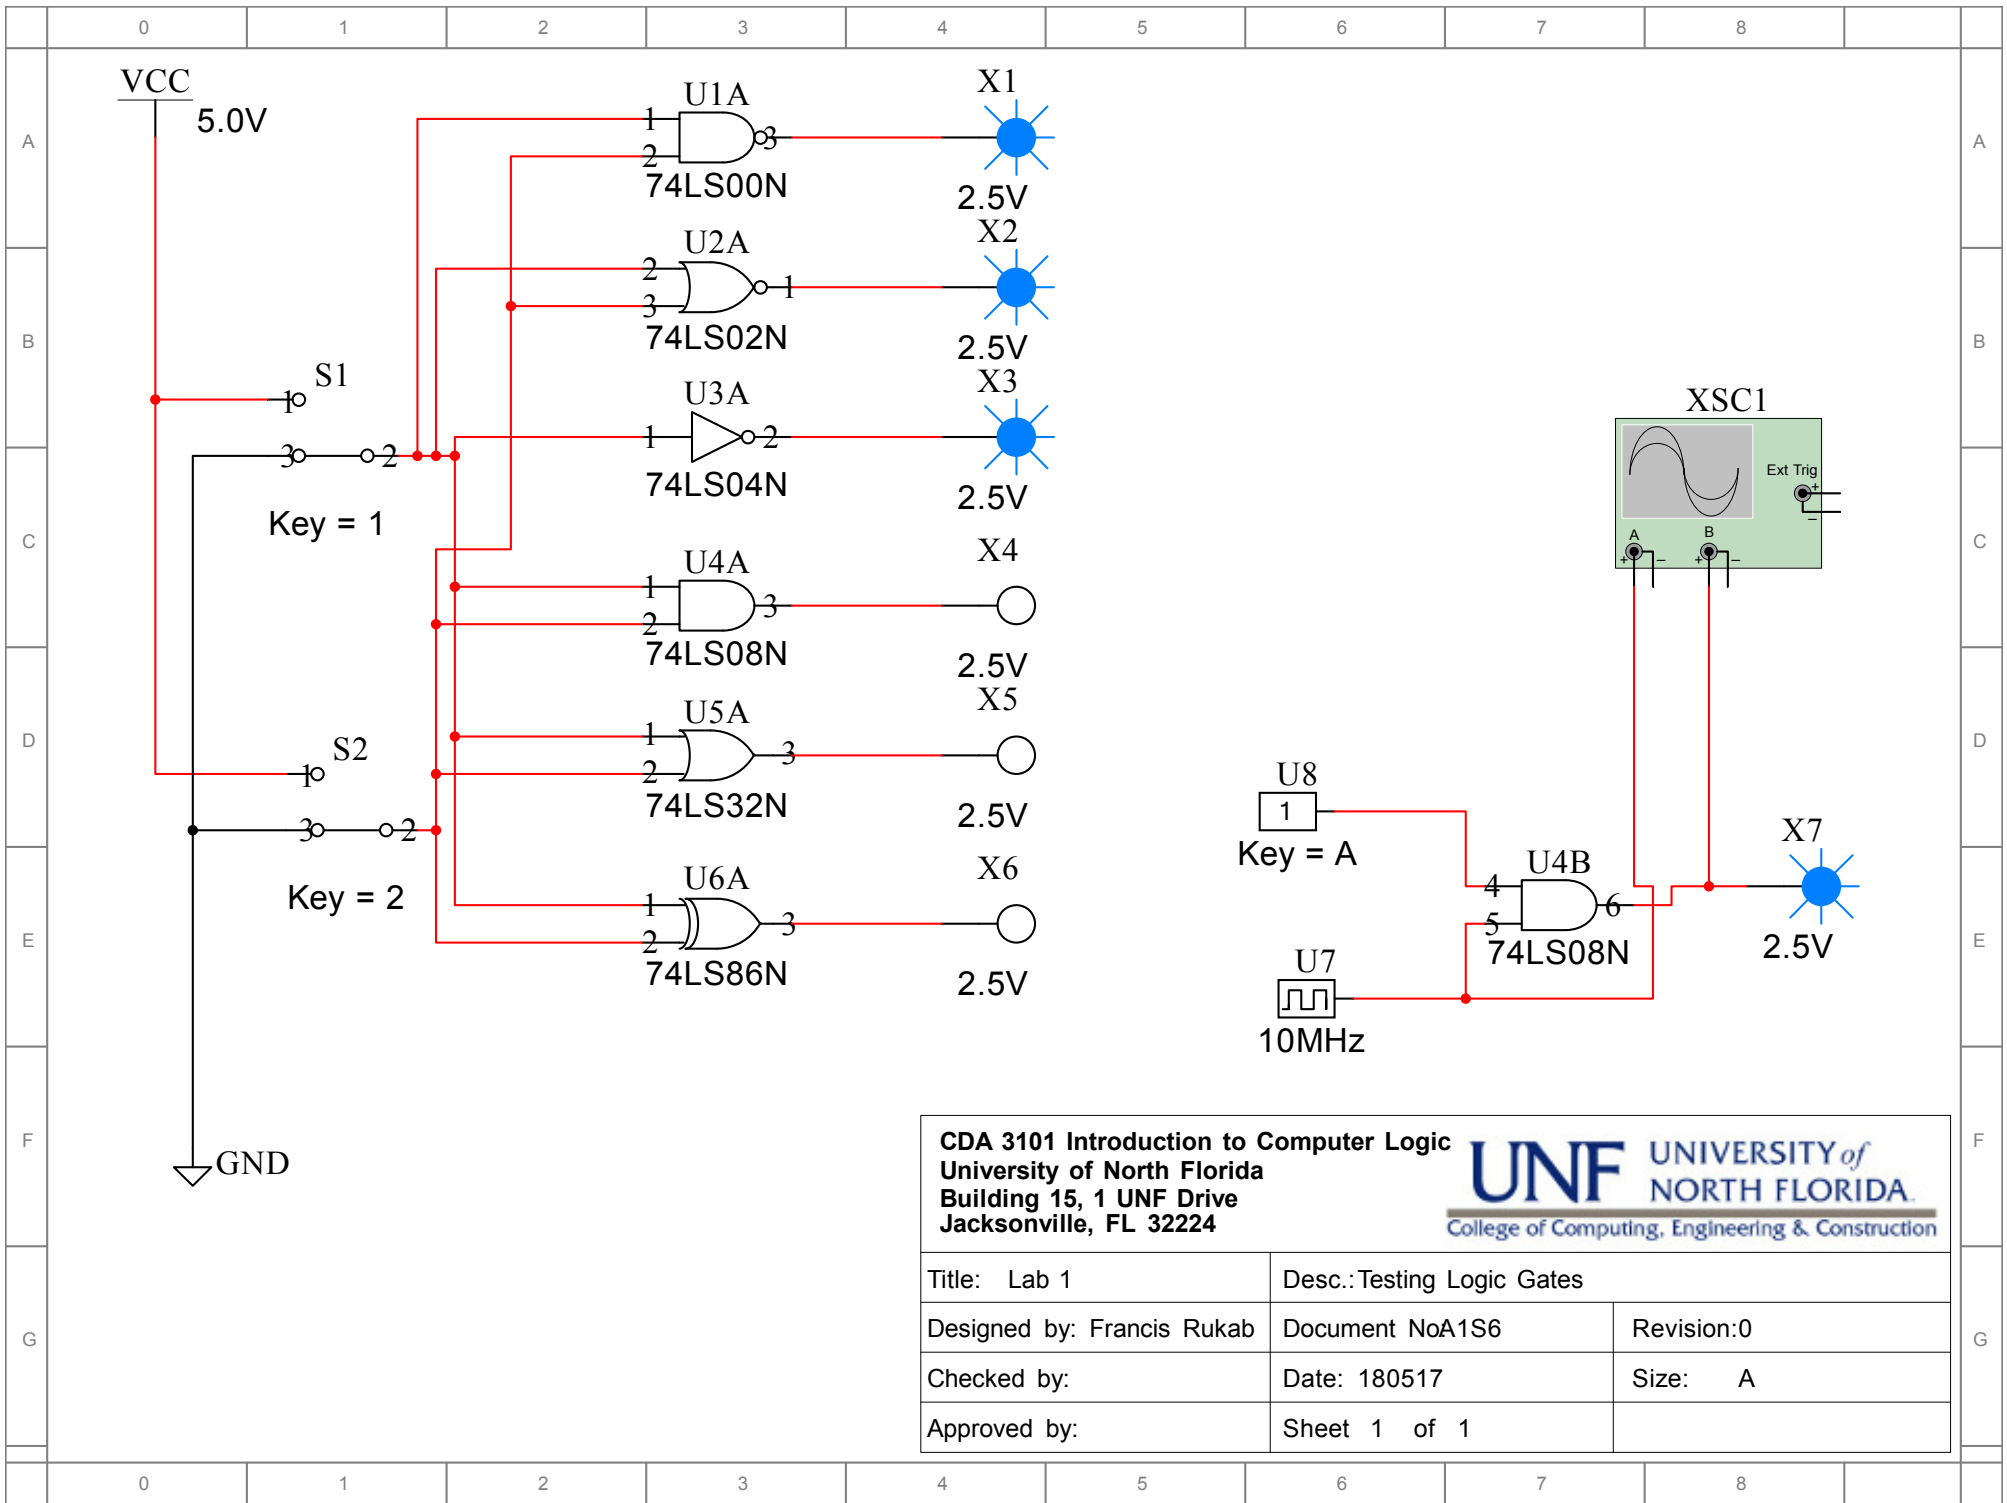 0 1 2 3 4 5 6 7 8
A A
B B
C C
D D
E E
F F
G G
VCC
5.0V
S1
1
3 2
Key = 1
S2
1
3 2
Key = 2
GND
U1A
1
2
3
74LS00N
X1
2.5V
U2A
2
3
1
74LS02N
X2
2.5V
U3A
1 2
74LS04N
X3
2.5V
U4A
1
2
3
74LS08N
X4
2.5V
U5A
1
2
3
74LS32N
X5
2.5V
U6A
1
2
3
74LS86N
X6
2.5V
XSC1
Ext Trig
+
_
A B
+ _ + _
U8
1
Key = A
U4B
4
5
6
74LS08N
X7
2.5V
U7
10MHz
CDA 3101 Introduction to Computer Logic
University of North Florida
Building 15, 1 UNF Drive
Jacksonville, FL 32224
UNF UNIVERSITY of
NORTH FLORIDA.
College of Computing, Engineering & Construction
Title: Lab 1 Desc.:Testing Logic Gates
Designed by: Francis Rukab Document No:A1S6 Revision:0
Checked by: Date: 180517 Size: A
Approved by: Sheet 1 of 1
0 1 2 3 4 5 6 7 8